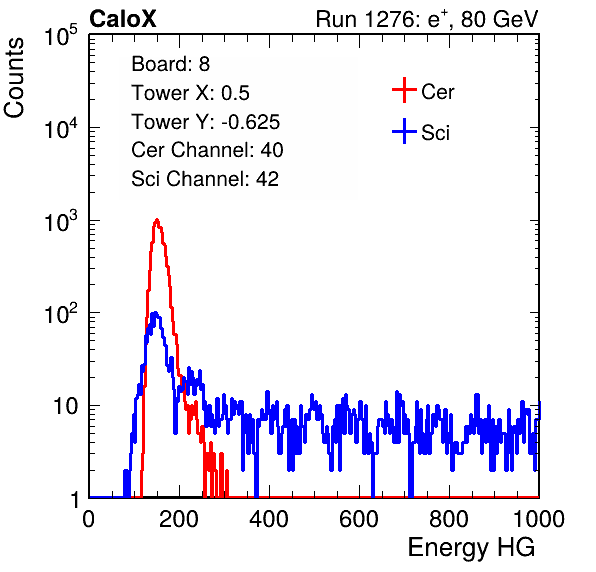 CaloX Run 1276: e⁺, 80 GeV
Counts
Board: 8
Tower X: 0.5
Tower Y: -0.625
Cer Channel: 40
Sci Channel: 42
Cer
Sci
10⁵
10⁴
10³
10²
10
1
0 200 400 600 800 1000
Energy HG